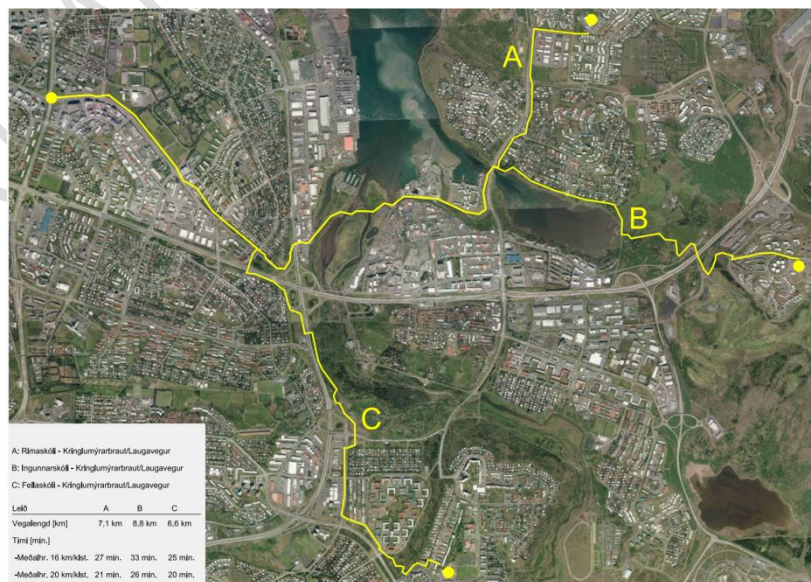 A
B
C
A: Rimaskóli - Kringlumýrarbraut/Laugavegur
B: Ingunnarskóli - Kringlumýrarbraut/Laugavegur
C: Fellaskóli - Kringlumýrarbraut/Laugavegur
Leið A B C
Vegalengd [km] 7,1 km 8,8 km 6,6 km
Tími [mín.]
-Meðalhr. 16 km/klst. 27 mín. 33 mín. 25 mín.
-Meðalhr. 20 km/klst. 21 mín. 26 mín. 20 mín.